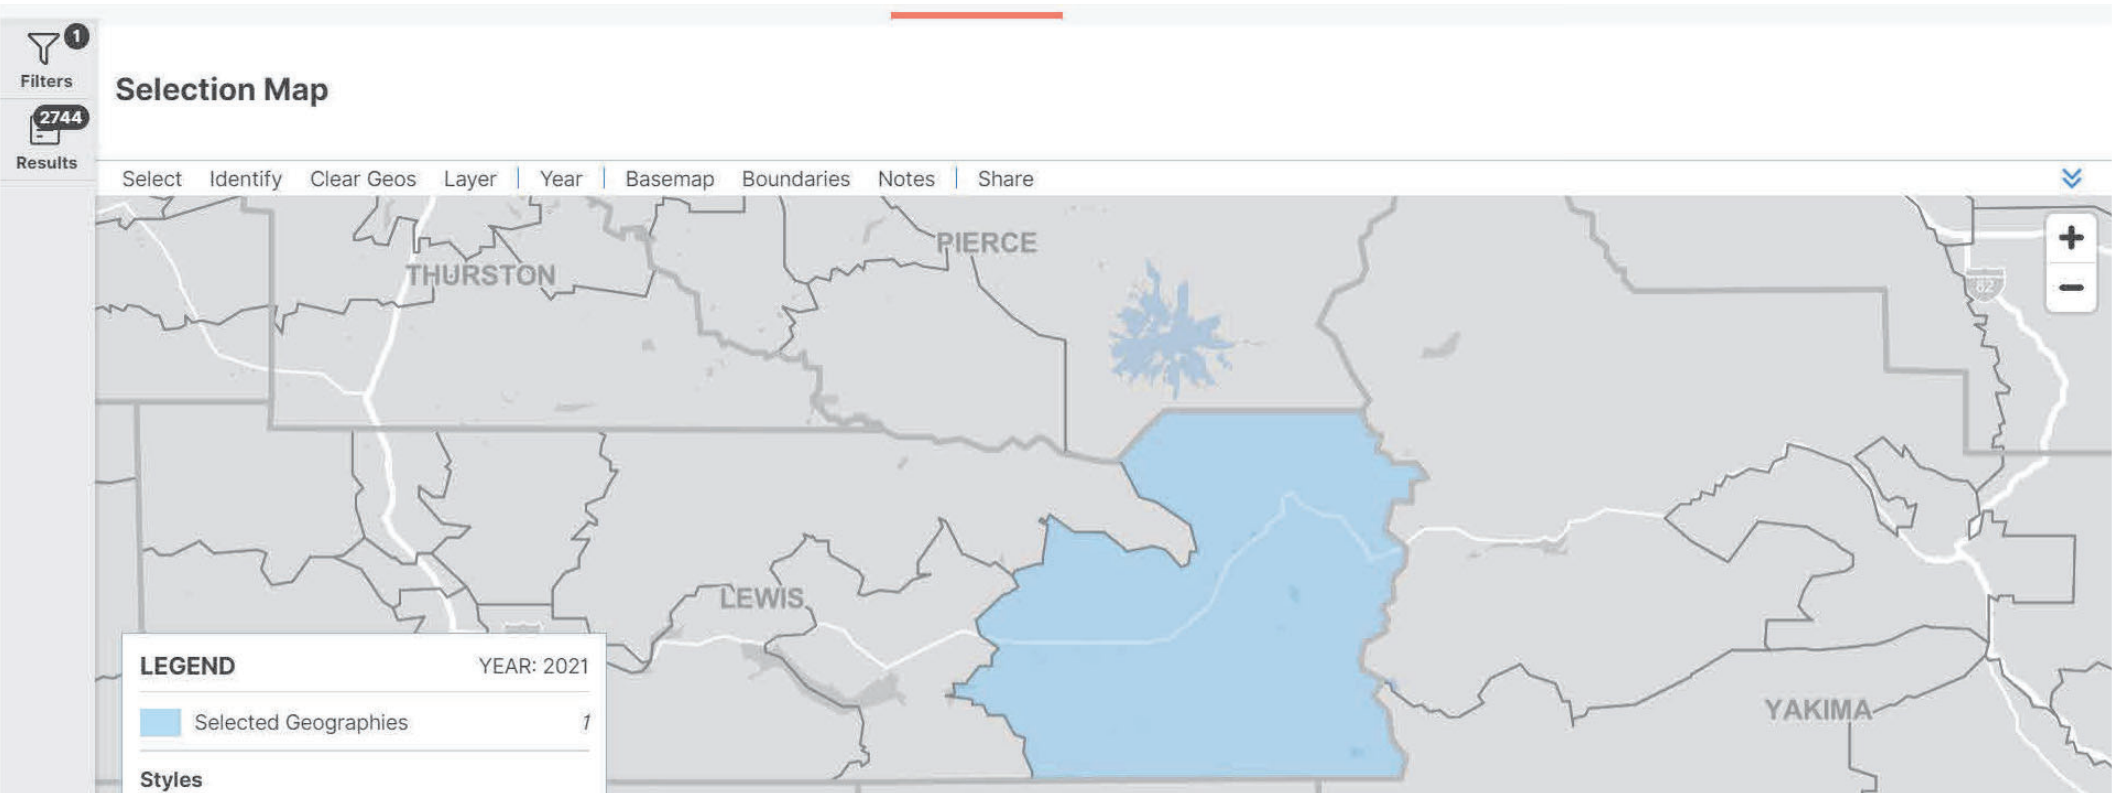 1
Filters
2744
Results
Selection Map
Select Identify Clear Geos Layer Year Basemap Boundaries Notes Share
PIERCE
THURSTON
82
+
−
LEWIS
YAKIMA
LEGEND YEAR: 2021
Selected Geographies 1
Styles